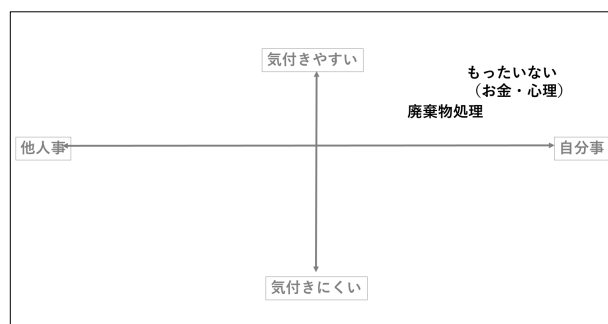 気付きやすい
もったいない
（お金・心理）
廃棄物処理
他人事
自分事
気付きにくい